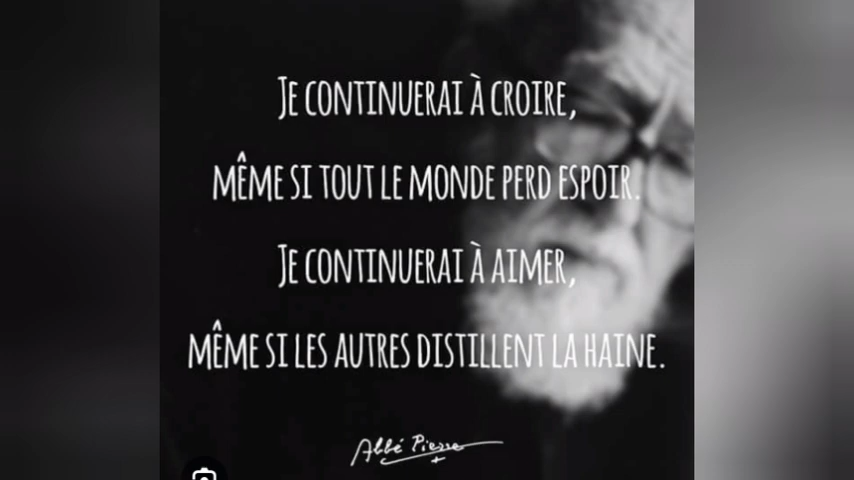 Je continuerai à croire,
même si tout le monde perd espoir.
Je continuerai à aimer,
même si les autres distillent la haine.
Abbé Pierre